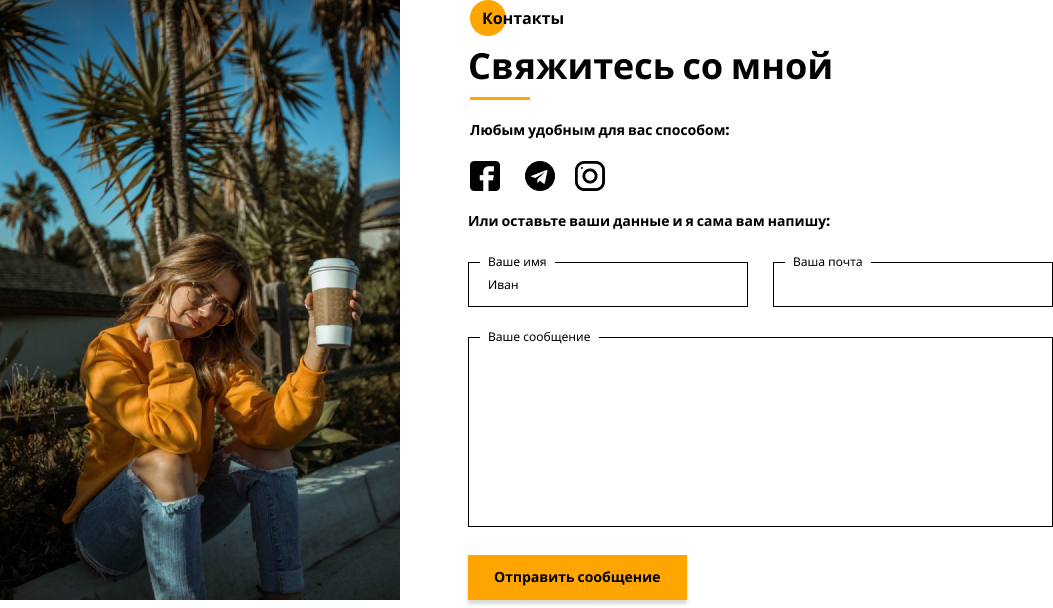 Контакты
Свяжитесь со мной
Любым удобным для вас способом:
Или оставьте ваши данные и я сама вам напишу:
Ваше имя
Иван
Ваша почта
Ваше сообщение
Отправить сообщение